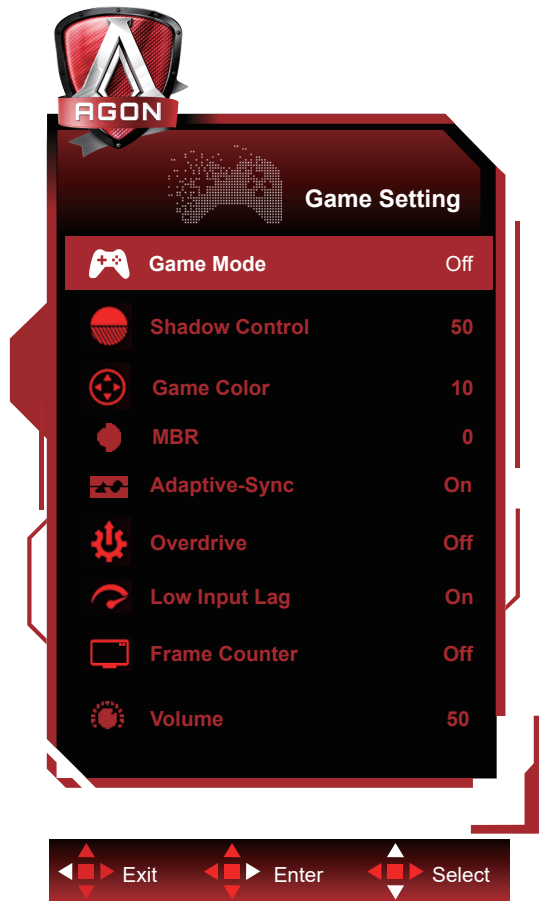 AGON
Game Setting
Game Mode Off
Shadow Control 50
Game Color 10
MBR 0
Adaptive-Sync On
Overdrive Off
Low Input Lag On
Frame Counter Off
Volume 50
Exit Enter Select